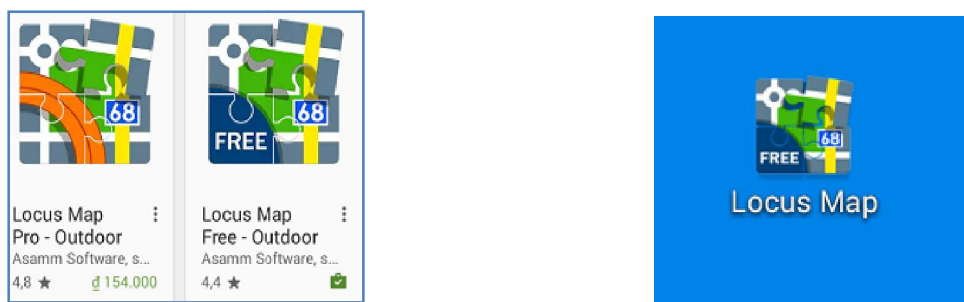 68
68
FREE
Locus Map
Pro - Outdoor
Asamm Software, s...
4,8 ★ ₫ 154.000
Locus Map
Free - Outdoor
Asamm Software, s...
4,4 ★
68
FREE
Locus Map